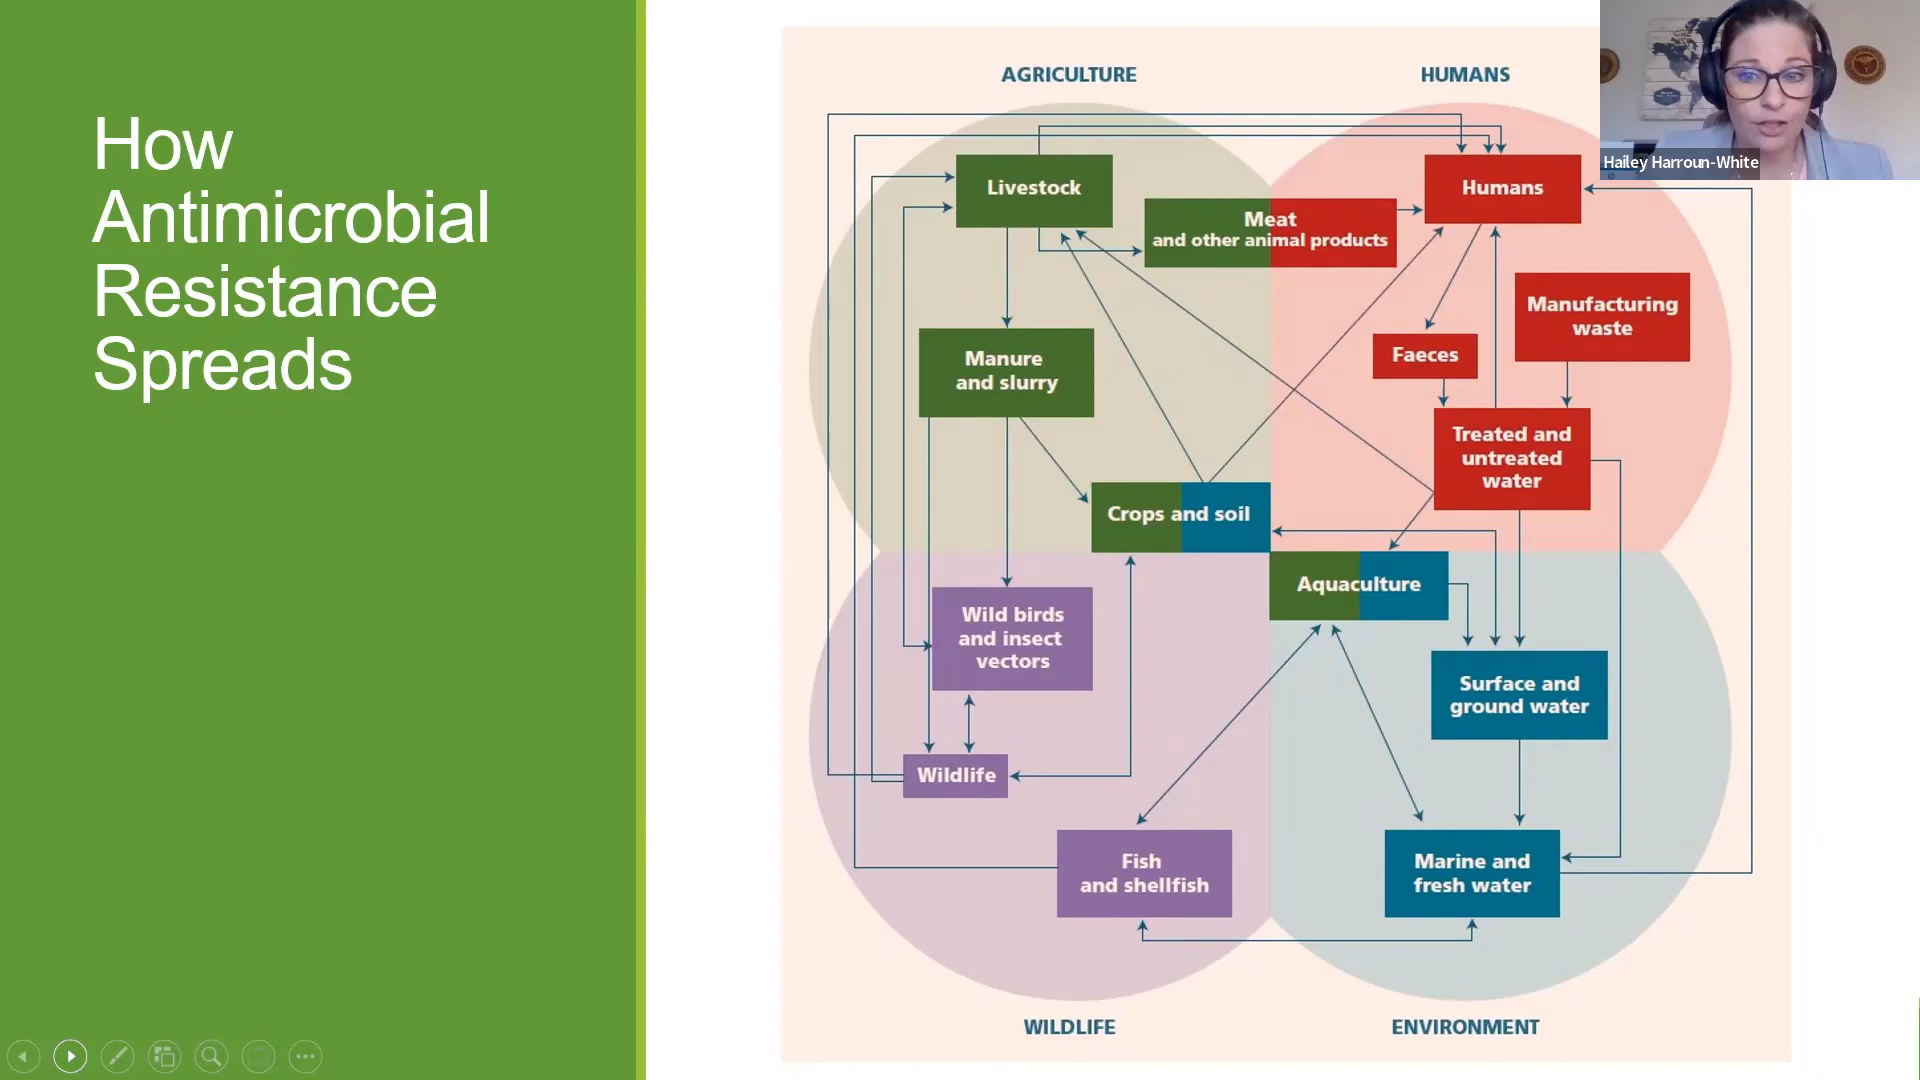 How
Antimicrobial
Resistance
Spreads
AGRICULTURE
HUMANS
Hailey Harroun-White
Livestock
Meat
and other animal products
Humans
Manufacturing
waste
Faeces
Manure
and slurry
Treated and
untreated
water
Crops and soil
Aquaculture
Wild birds
and insect
vectors
Surface and
ground water
Wildlife
Fish
and shellfish
Marine and
fresh water
WILDLIFE
ENVIRONMENT